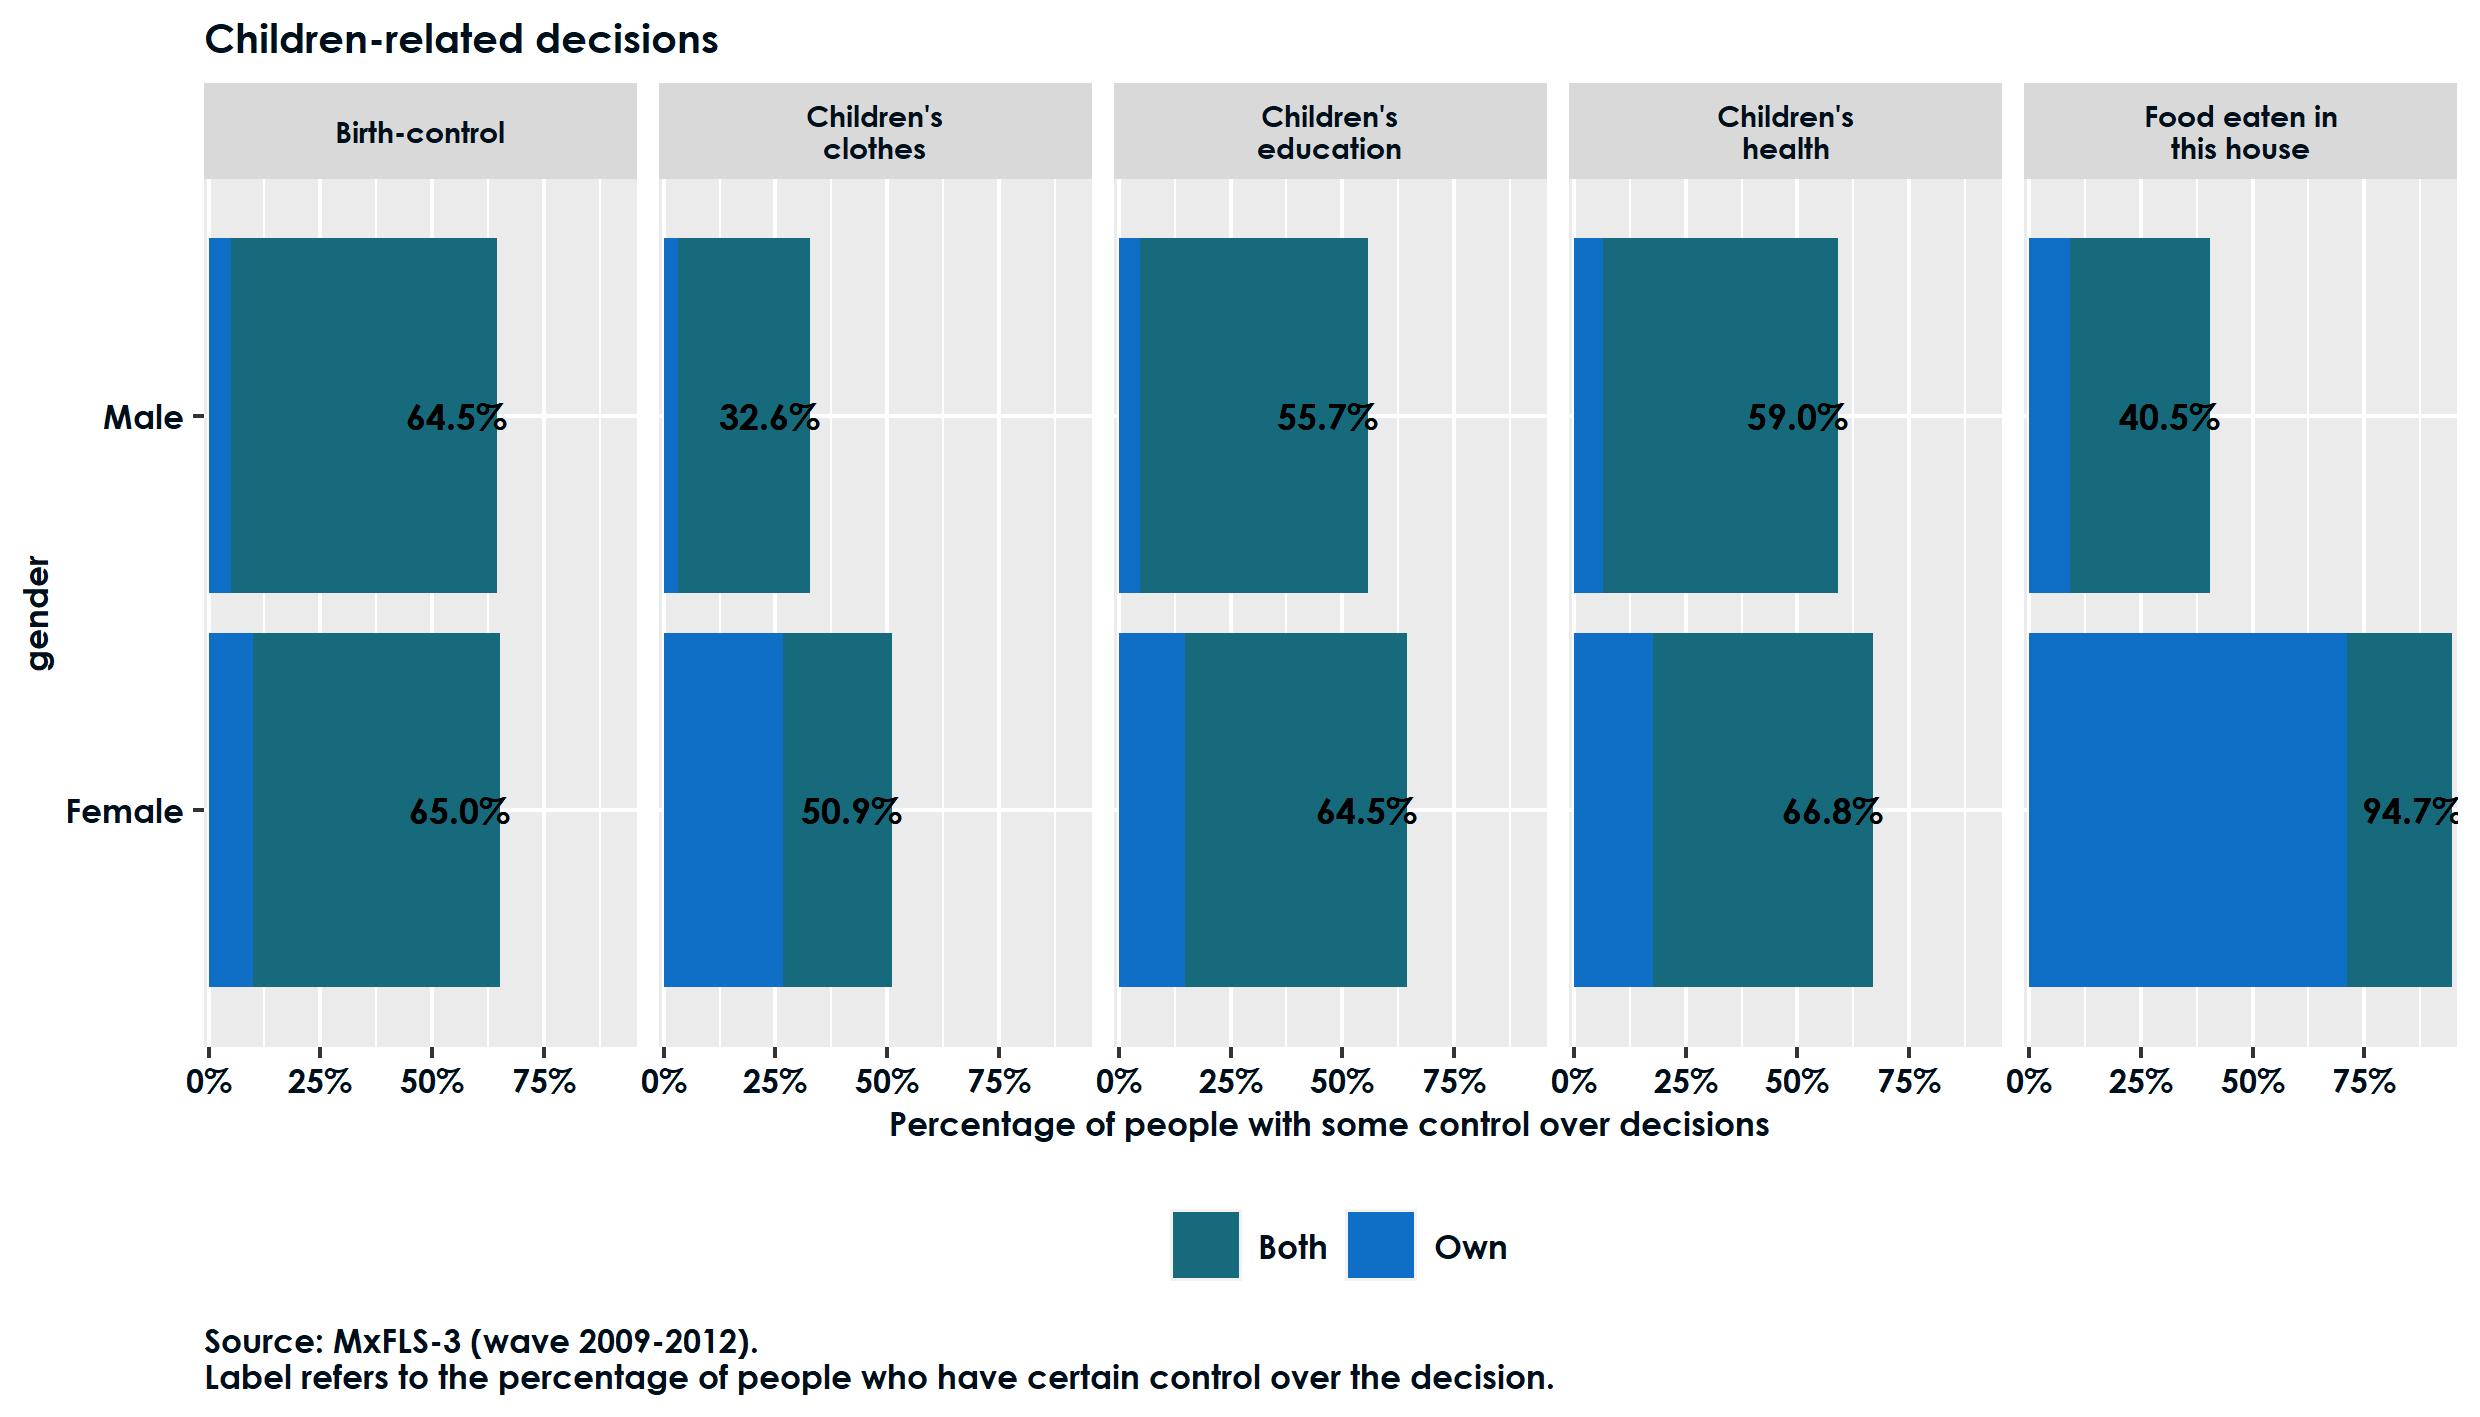 Children-related decisions
Birth-control
Children's
clothes
Children's
education
Children's
health
Food eaten in
this house
gender
Male
64.5%
32.6%
55.7%
59.0%
40.5%
Female
65.0%
50.9%
64.5%
66.8%
94.7%
0% 25% 50% 75%
0% 25% 50% 75%
0% 25% 50% 75%
0% 25% 50% 75%
0% 25% 50% 75%
Percentage of people with some control over decisions
Both
Own
Source: MxFLS-3 (wave 2009-2012).
Label refers to the percentage of people who have certain control over the decision.